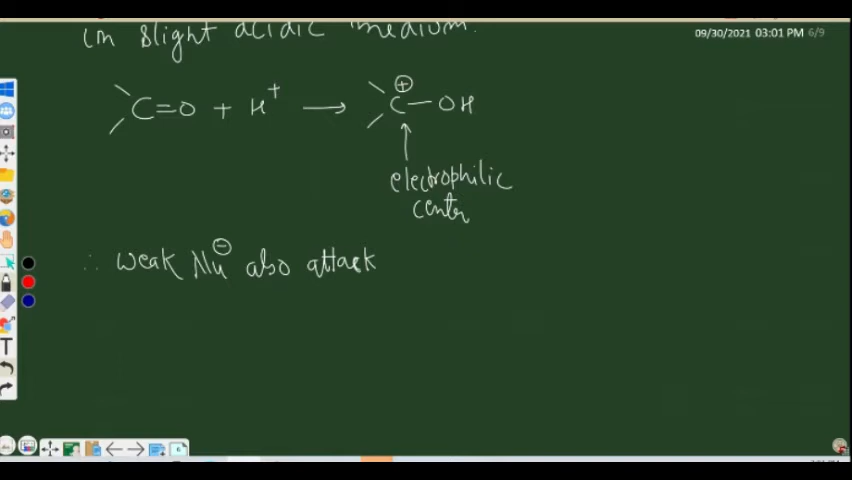 in slight acidic medium.
09/30/2021 03:01 PM 6/9
C=O + H+ ⟶ ⊕C—OH
electrophilic
center
∴ weak Nu⊖ also attack
T
6